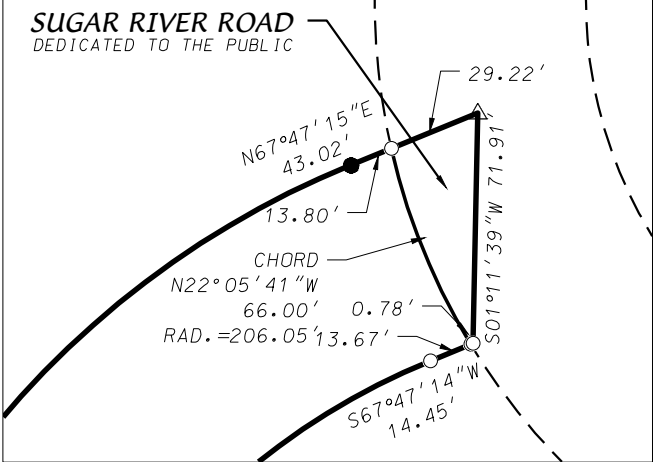 SUGAR RIVER ROAD
DEDICATED TO THE PUBLIC
29.22'
N67°47'15"E
43.02'
S01°11'39"W 71.91'
13.80'
CHORD
N22°05'41"W
66.00'
0.78'
RAD.=206.05'
13.67'
S67°47'14"W
14.45'